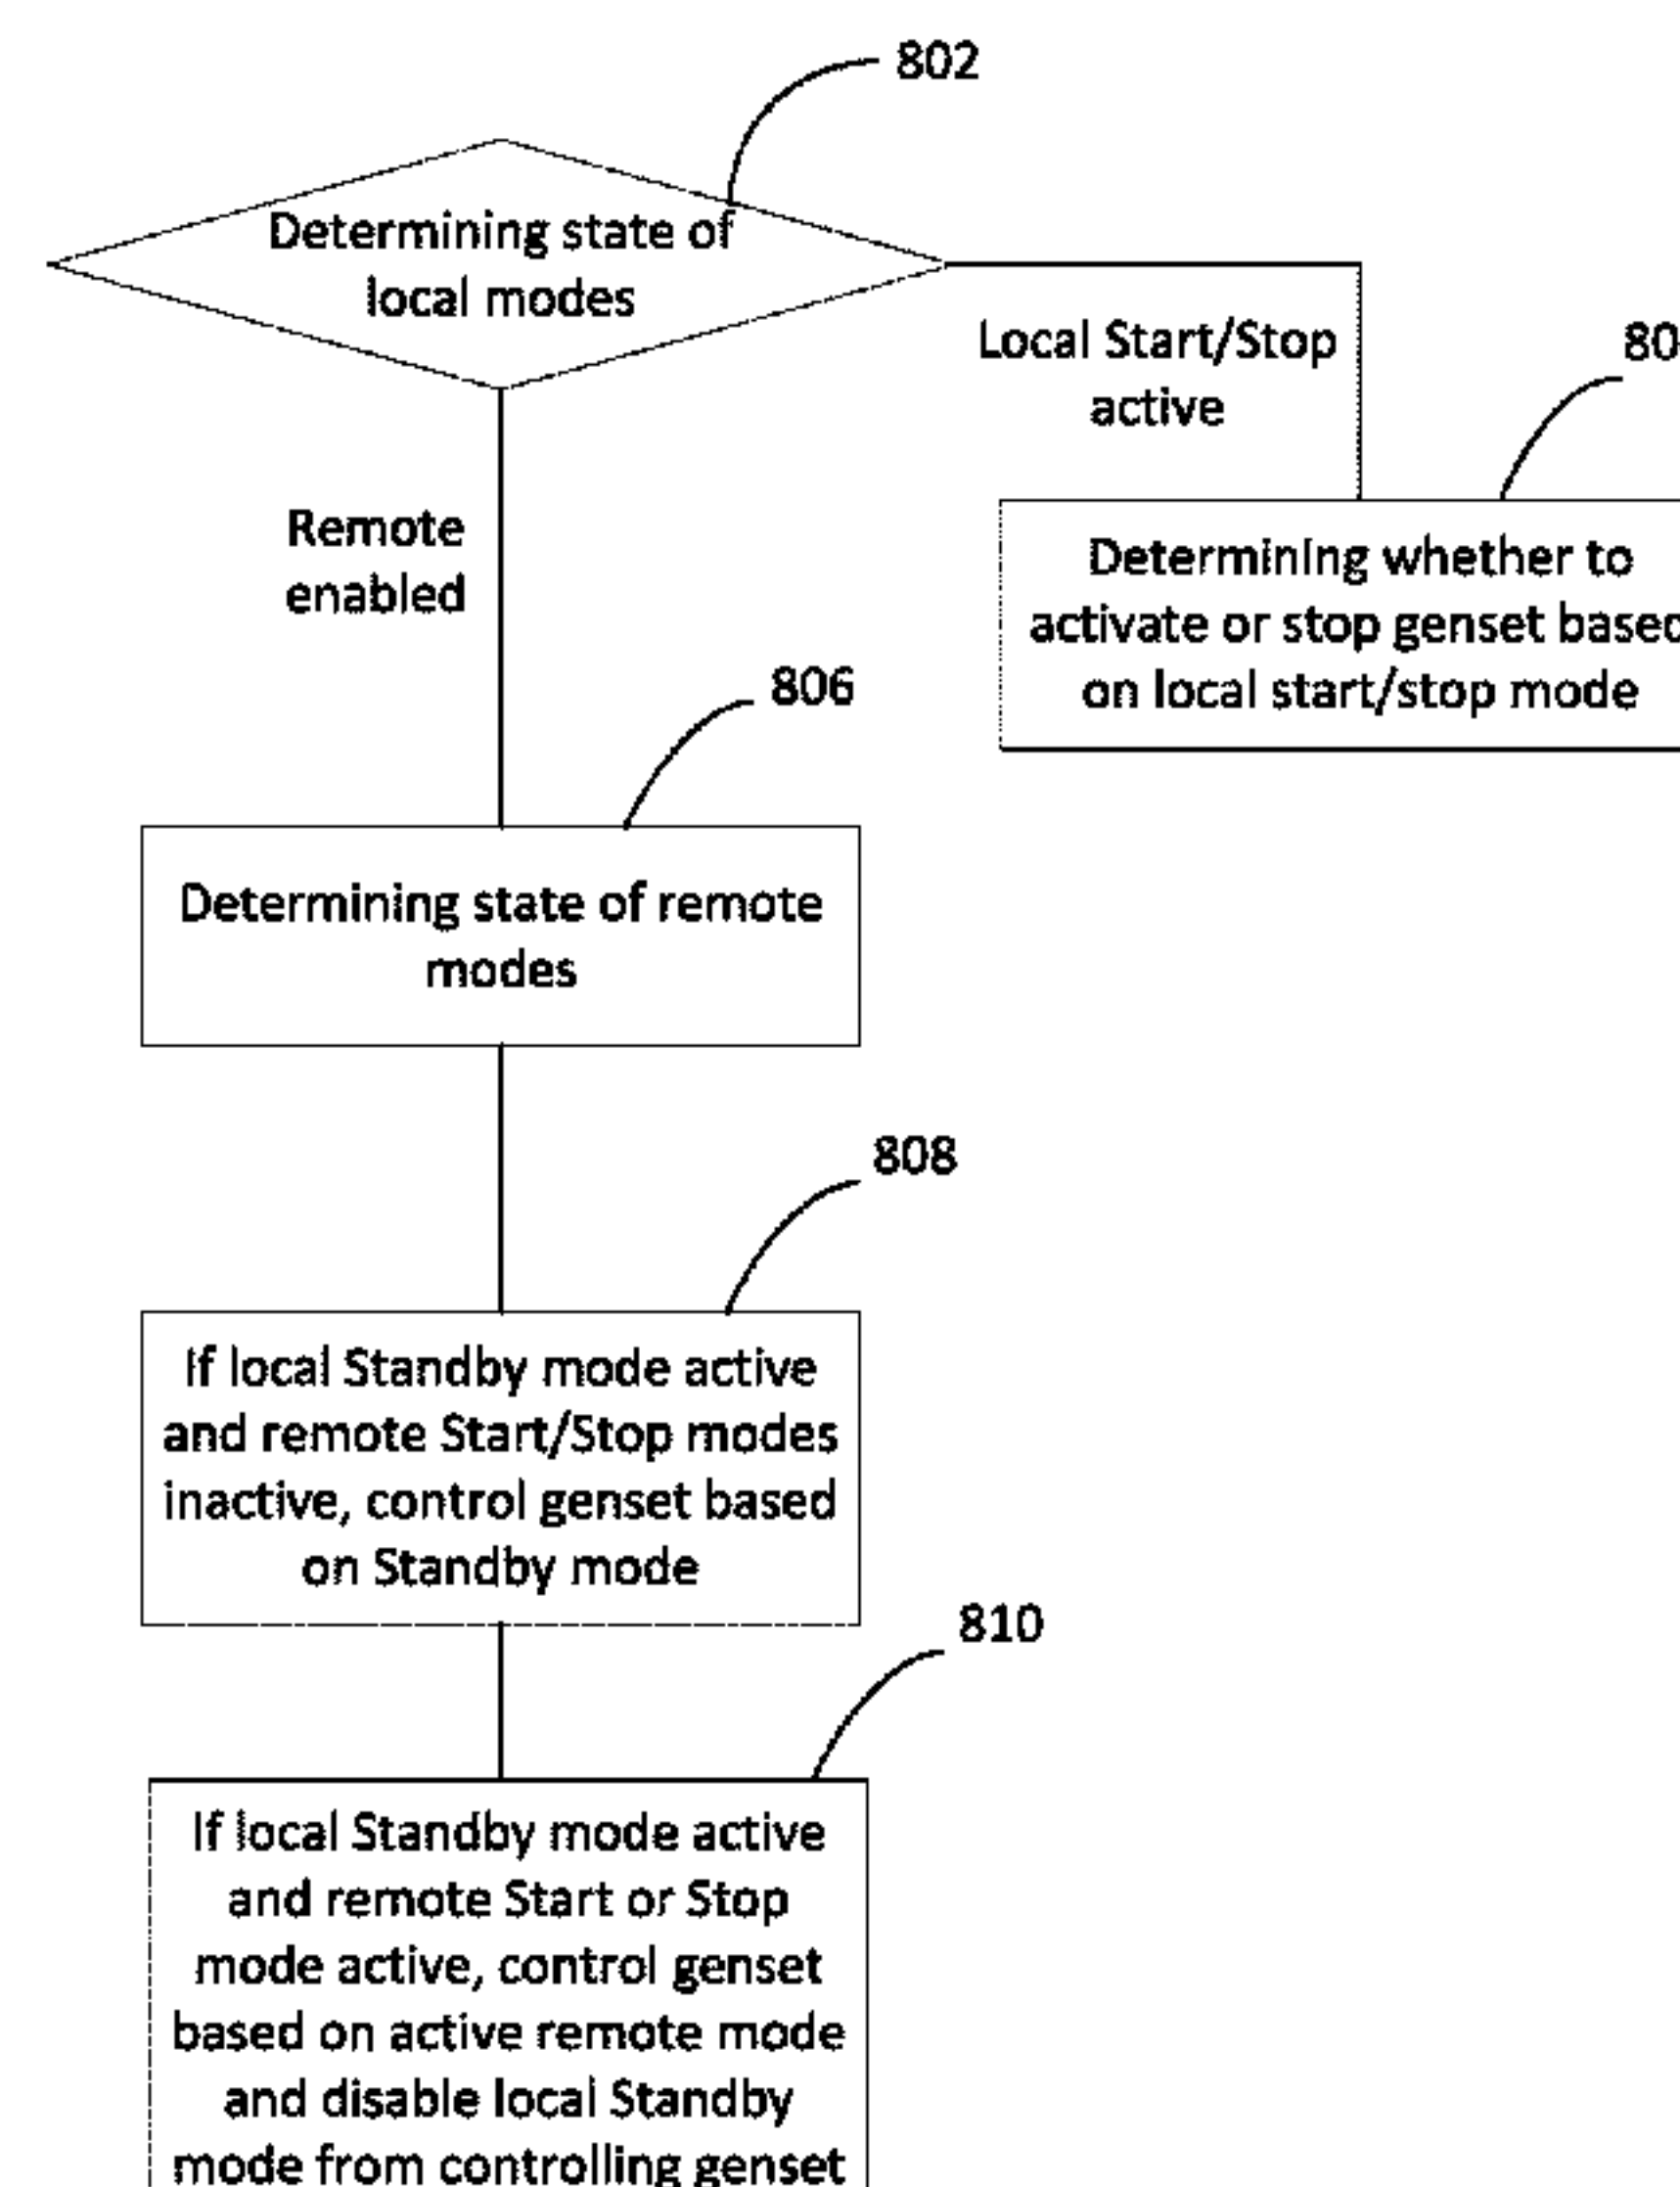 802
Determining state of
local modes
Local Start/Stop
active
Remote
enabled
Determining whether to
activate or stop genset based
on local start/stop mode
806
Determining state of remote
modes
808
If local Standby mode active
and remote Start/Stop modes
inactive, control genset based
on Standby mode
810
If local Standby mode active
and remote Start or Stop
mode active, control genset
based on active remote mode
and disable local Standby
mode from controlling genset